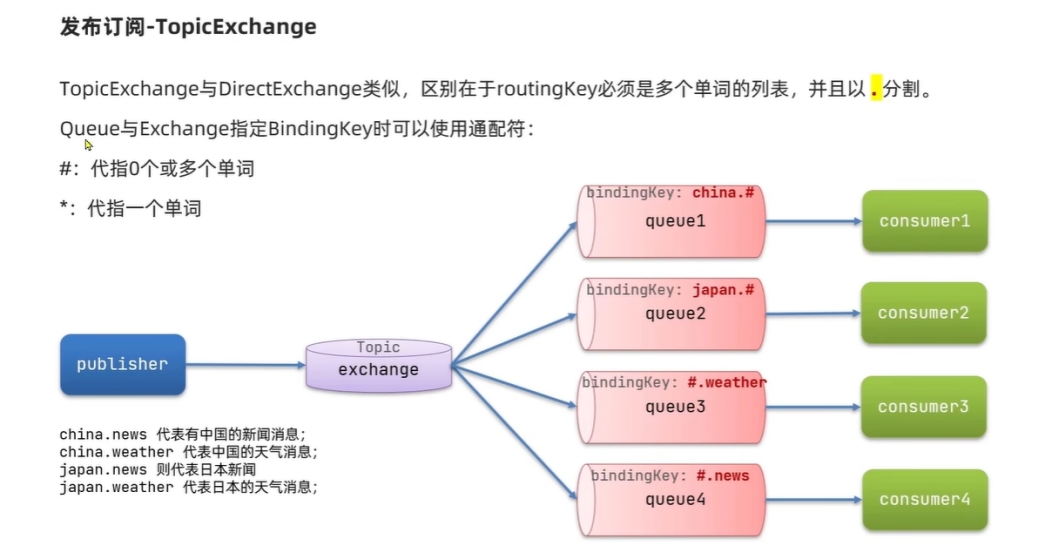 发布订阅-TopicExchange
TopicExchange与DirectExchange类似，区别在于routingKey必须是多个单词的列表，并且以 . 分割。
Queue与Exchange指定BindingKey时可以使用通配符：
#：代指0个或多个单词
*：代指一个单词
bindingKey: china.#
queue1
consumer1
bindingKey: japan.#
queue2
consumer2
publisher
Topic
exchange
bindingKey: #.weather
queue3
consumer3
china.news 代表有中国的新闻消息;
china.weather 代表中国的天气消息;
japan.news 则代表日本新闻
japan.weather 代表日本的天气消息;
bindingKey: #.news
queue4
consumer4